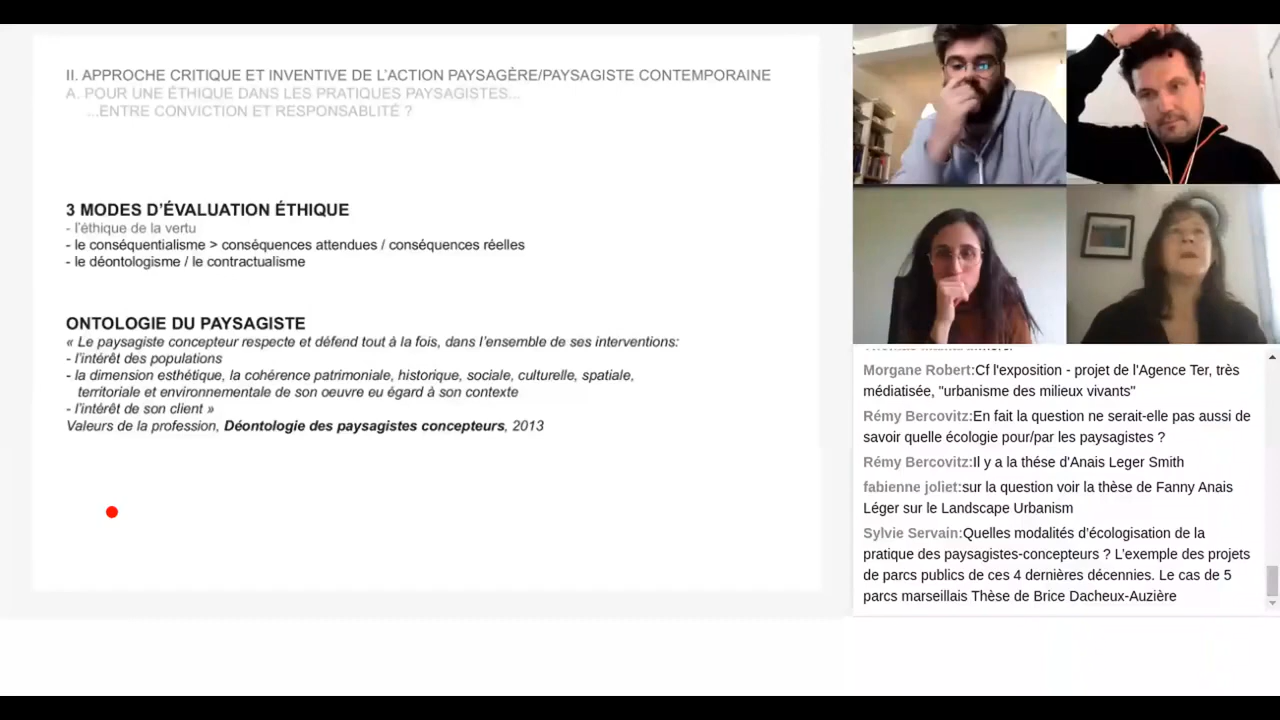 II. APPROCHE CRITIQUE ET INVENTIVE DE L'ACTION PAYSAGÈRE/PAYSAGISTE CONTEMPORAINE
A. POUR UNE ÉTHIQUE DANS LES PRATIQUES PAYSAGISTES...
...ENTRE CONVICTION ET RESPONSABLITÉ ?
3 MODES D'ÉVALUATION ÉTHIQUE
- l'éthique de la vertu
- le conséquentialisme > conséquences attendues / conséquences réelles
- le déontologisme / le contractualisme
ONTOLOGIE DU PAYSAGISTE
« Le paysagiste concepteur respecte et défend tout à la fois, dans l'ensemble de ses interventions:
- l'intérêt des populations
- la dimension esthétique, la cohérence patrimoniale, historique, sociale, culturelle, spatiale,
territoriale et environnementale de son oeuvre eu égard à son contexte
- l'intérêt de son client »
Valeurs de la profession, Déontologie des paysagistes concepteurs, 2013
Morgane Robert:Cf l'exposition - projet de l'Agence Ter, très
médiatisée, "urbanisme des milieux vivants"
Rémy Bercovitz:En fait la question ne serait-elle pas aussi de
savoir quelle écologie pour/par les paysagistes ?
Rémy Bercovitz:Il y a la thése d'Anais Leger Smith
fabienne joliet:sur la question voir la thèse de Fanny Anais
Léger sur le Landscape Urbanism
Sylvie Servain:Quelles modalités d'écologisation de la
pratique des paysagistes-concepteurs ? L'exemple des projets
de parcs publics de ces 4 dernières décennies. Le cas de 5
parcs marseillais Thèse de Brice Dacheux-Auzière